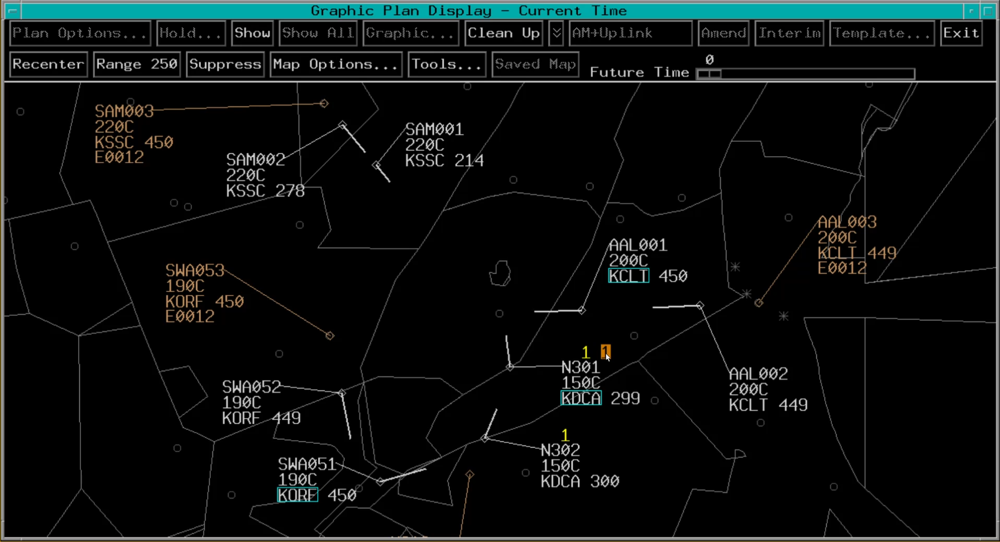 Graphic Plan Display - Current Time
Plan Options... Hold... Show Show All Graphic... Clean Up AM+Uplink Amend Interim Template... Exit
Recenter Range 250 Suppress Map Options... Tools... Saved Map Future Time 0
SAM003
220C
KSSC 450
E0012
SAM002
220C
KSSC 278
SAM001
220C
KSSC 214
AAL003
200C
KCLT 449
E0012
AAL001
200C
KCLT 450
SWA053
190C
KORF 450
E0012
1 1
N301
150C
KDCA 299
AAL002
200C
KCLT 449
SWA052
190C
KORF 449
1
N302
150C
KDCA 300
SWA051
190C
KORF 450